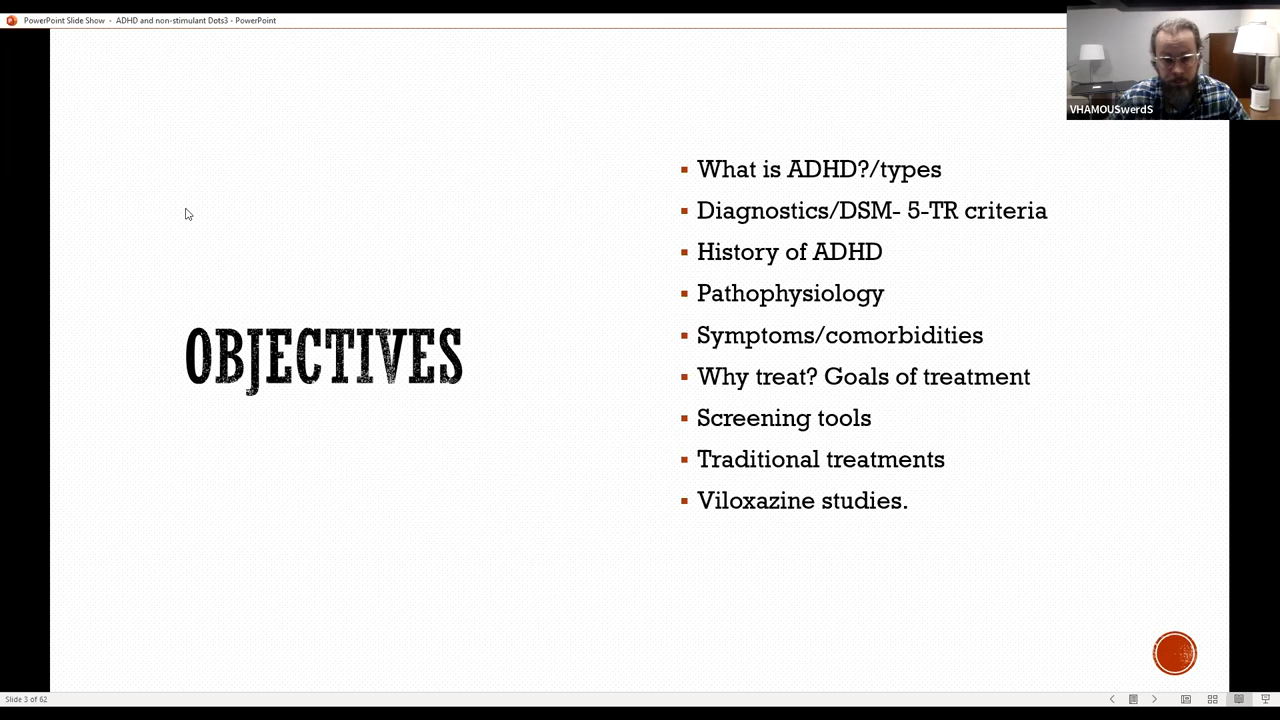 PowerPoint Slide Show - ADHD and non-stimulant Dots3 - PowerPoint
VHAMOUSwerdS
OBJECTIVES
What is ADHD?/types
Diagnostics/DSM- 5-TR criteria
History of ADHD
Pathophysiology
Symptoms/comorbidities
Why treat? Goals of treatment
Screening tools
Traditional treatments
Viloxazine studies.
Slide 3 of 62